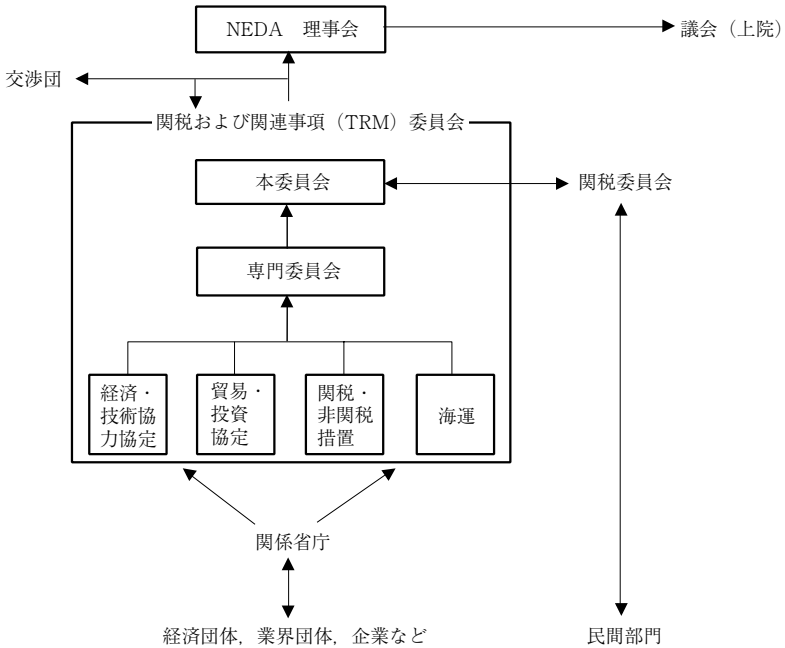 NEDA 理事会
議会（上院）
交渉団
関税および関連事項（TRM）委員会
本委員会
関税委員会
専門委員会
経済・
技術協
力協定
貿易・
投資
協定
関税・
非関税
措置
海運
関係省庁
経済団体，業界団体，企業など
民間部門